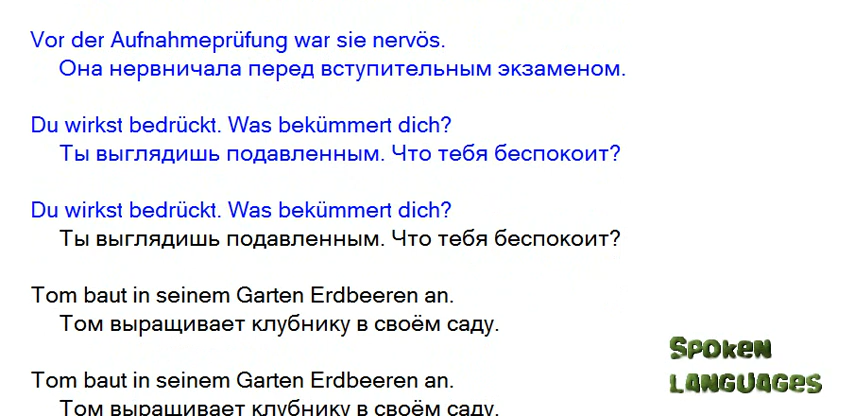 Vor der Aufnahmeprüfung war sie nervös.
Она нервничала перед вступительным экзаменом.
Du wirkst bedrückt. Was bekümmert dich?
Ты выглядишь подавленным. Что тебя беспокоит?
Du wirkst bedrückt. Was bekümmert dich?
Ты выглядишь подавленным. Что тебя беспокоит?
Tom baut in seinem Garten Erdbeeren an.
Том выращивает клубнику в своём саду.
Tom baut in seinem Garten Erdbeeren an.
Том выращивает клубнику в своём саду.
Spoken
Languages